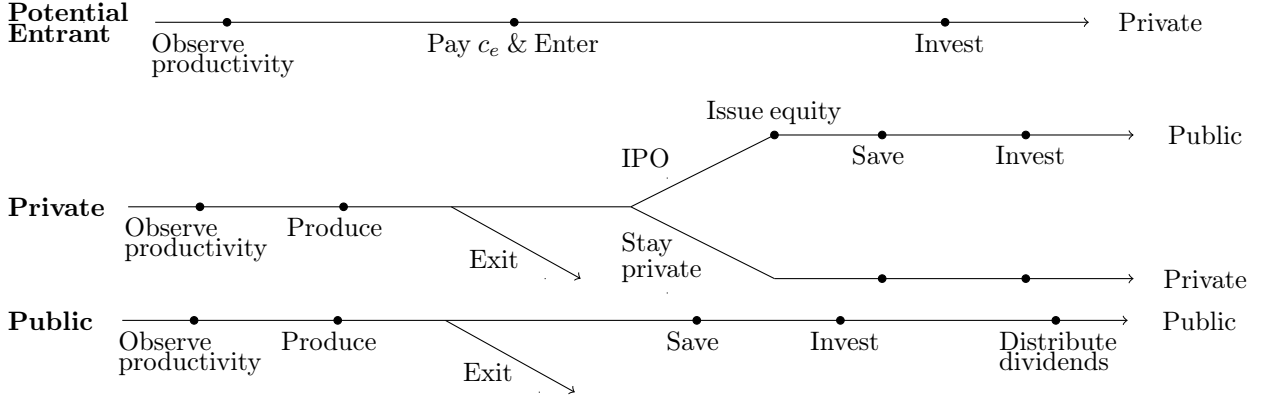 Potential
Entrant
Observe
productivity
Pay c_e & Enter
Invest
Private
Private
Observe
productivity
Produce
Exit
IPO
Issue equity
Save
Invest
Public
Stay
private
Private
Public
Observe
productivity
Produce
Exit
Save
Invest
Distribute
dividends
Public